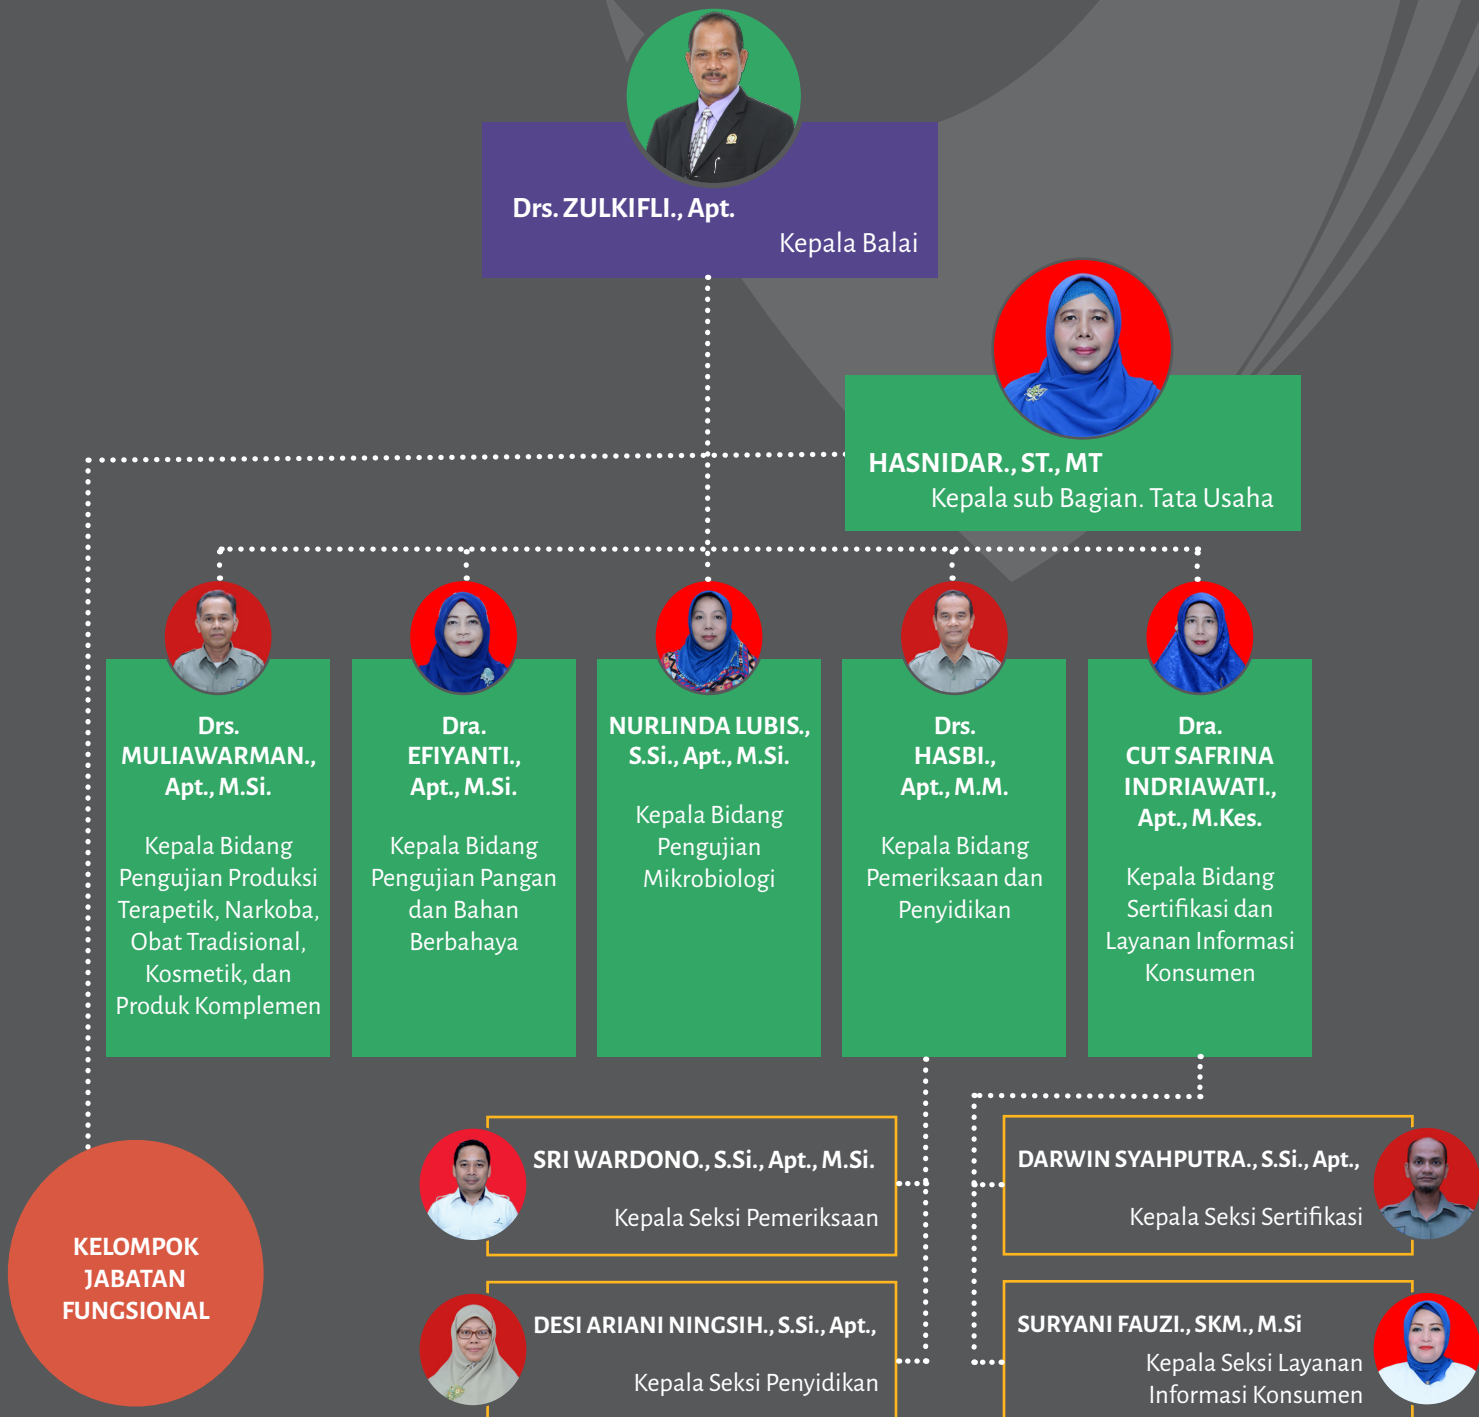 Drs. ZULKIFLI., Apt.
Kepala Balai
HASNIDAR., ST., MT
Kepala sub Bagian. Tata Usaha
Drs.
MULIAWARMAN.,
Apt., M.Si.
Kepala Bidang
Pengujian Produksi
Terapetik, Narkoba,
Obat Tradisional,
Kosmetik, dan
Produk Komplemen
Dra.
EFIYANTI.,
Apt., M.Si.
Kepala Bidang
Pengujian Pangan
dan Bahan
Berbahaya
NURLINDA LUBIS.,
S.Si., Apt., M.Si.
Kepala Bidang
Pengujian
Mikrobiologi
Drs.
HASBI.,
Apt., M.M.
Kepala Bidang
Pemeriksaan dan
Penyidikan
Dra.
CUT SAFRINA
INDRIAWATI.,
Apt., M.Kes.
Kepala Bidang
Sertifikasi dan
Layanan Informasi
Konsumen
KELOMPOK
JABATAN
FUNGSIONAL
SRI WARDONO., S.Si., Apt., M.Si.
Kepala Seksi Pemeriksaan
DESI ARIANI NINGSIH., S.Si., Apt.,
Kepala Seksi Penyidikan
DARWIN SYAHPUTRA., S.Si., Apt.,
Kepala Seksi Sertifikasi
SURYANI FAUZI., SKM., M.Si
Kepala Seksi Layanan
Informasi Konsumen